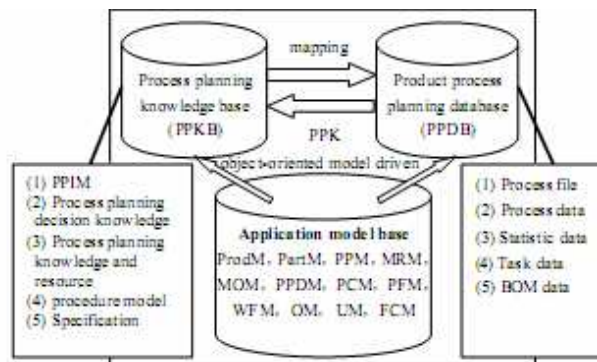 mapping
Process planning
knowledge base
(PPKB)
Product process
planning database
(PPDB)
PPK
object-oriented model driven
(1) PPIM
(2) Process planning
decision knowledge
(3) Process planning
knowledge and
resource
(4) procedure model
(5) Specification
Application model base
ProdM, PartM, PPM, MRM,
MOM, PPDM, PCM, PFM,
WFM, OM, UM, FCM
(1) Process file
(2) Process data
(3) Statistic data
(4) Task data
(5) BOM data